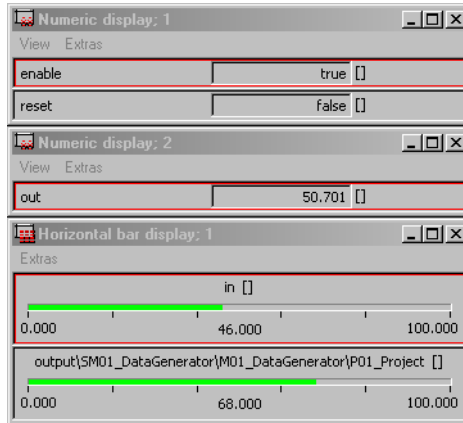 Numeric display; 1
View Extras
enable true []
reset false []
Numeric display; 2
View Extras
out 50.701 []
Horizontal bar display; 1
Extras
in []
0.000 46.000 100.000
output\SM01_DataGenerator\M01_DataGenerator\P01_Project []
0.000 68.000 100.000